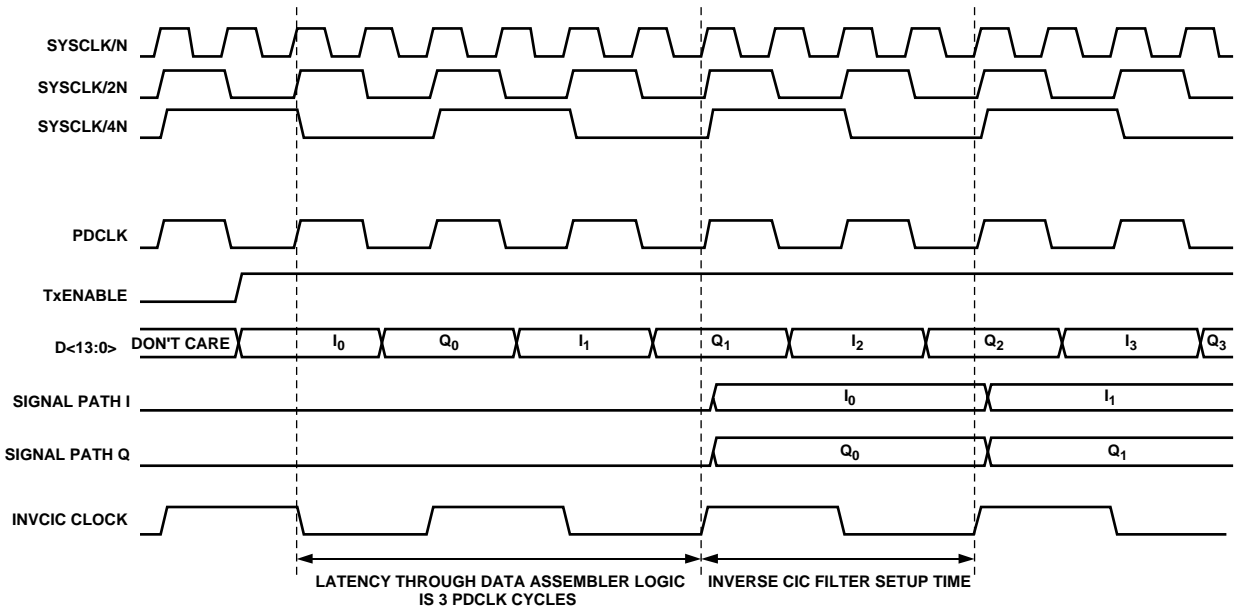 SYSCLK/N
SYSCLK/2N
SYSCLK/4N
PDCLK
TxENABLE
D<13:0> DON'T CARE I0 Q0 I1 Q1 I2 Q2 I3 Q3
SIGNAL PATH I I0 I1
SIGNAL PATH Q Q0 Q1
INVCIC CLOCK
LATENCY THROUGH DATA ASSEMBLER LOGIC
IS 3 PDCLK CYCLES
INVERSE CIC FILTER SETUP TIME